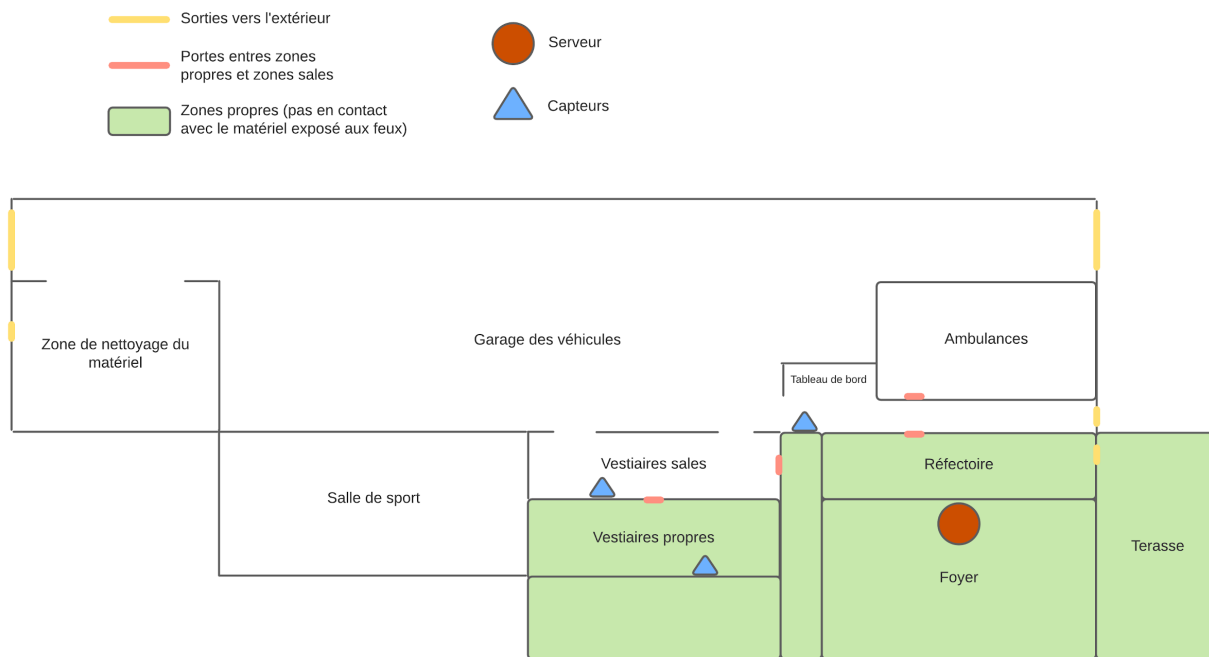 Sorties vers l'extérieur
Portes entres zones
propres et zones sales
Zones propres (pas en contact
avec le matériel exposé aux feux)
Serveur
Capteurs
Zone de nettoyage du
matériel
Garage des véhicules
Ambulances
Tableau de bord
Vestiaires sales
Réfectoire
Salle de sport
Vestiaires propres
Terasse
Foyer